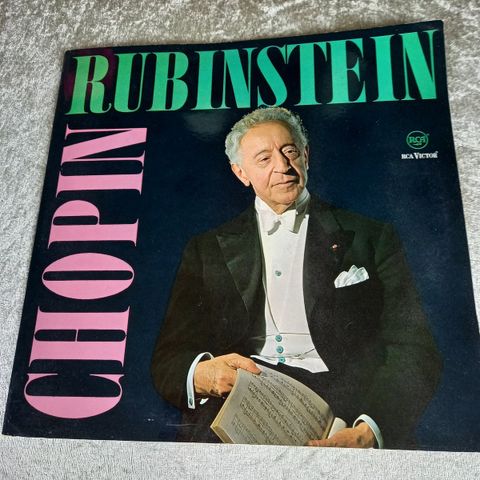 RUBINSTEIN
CHOPIN
RCA
RCA VICTOR